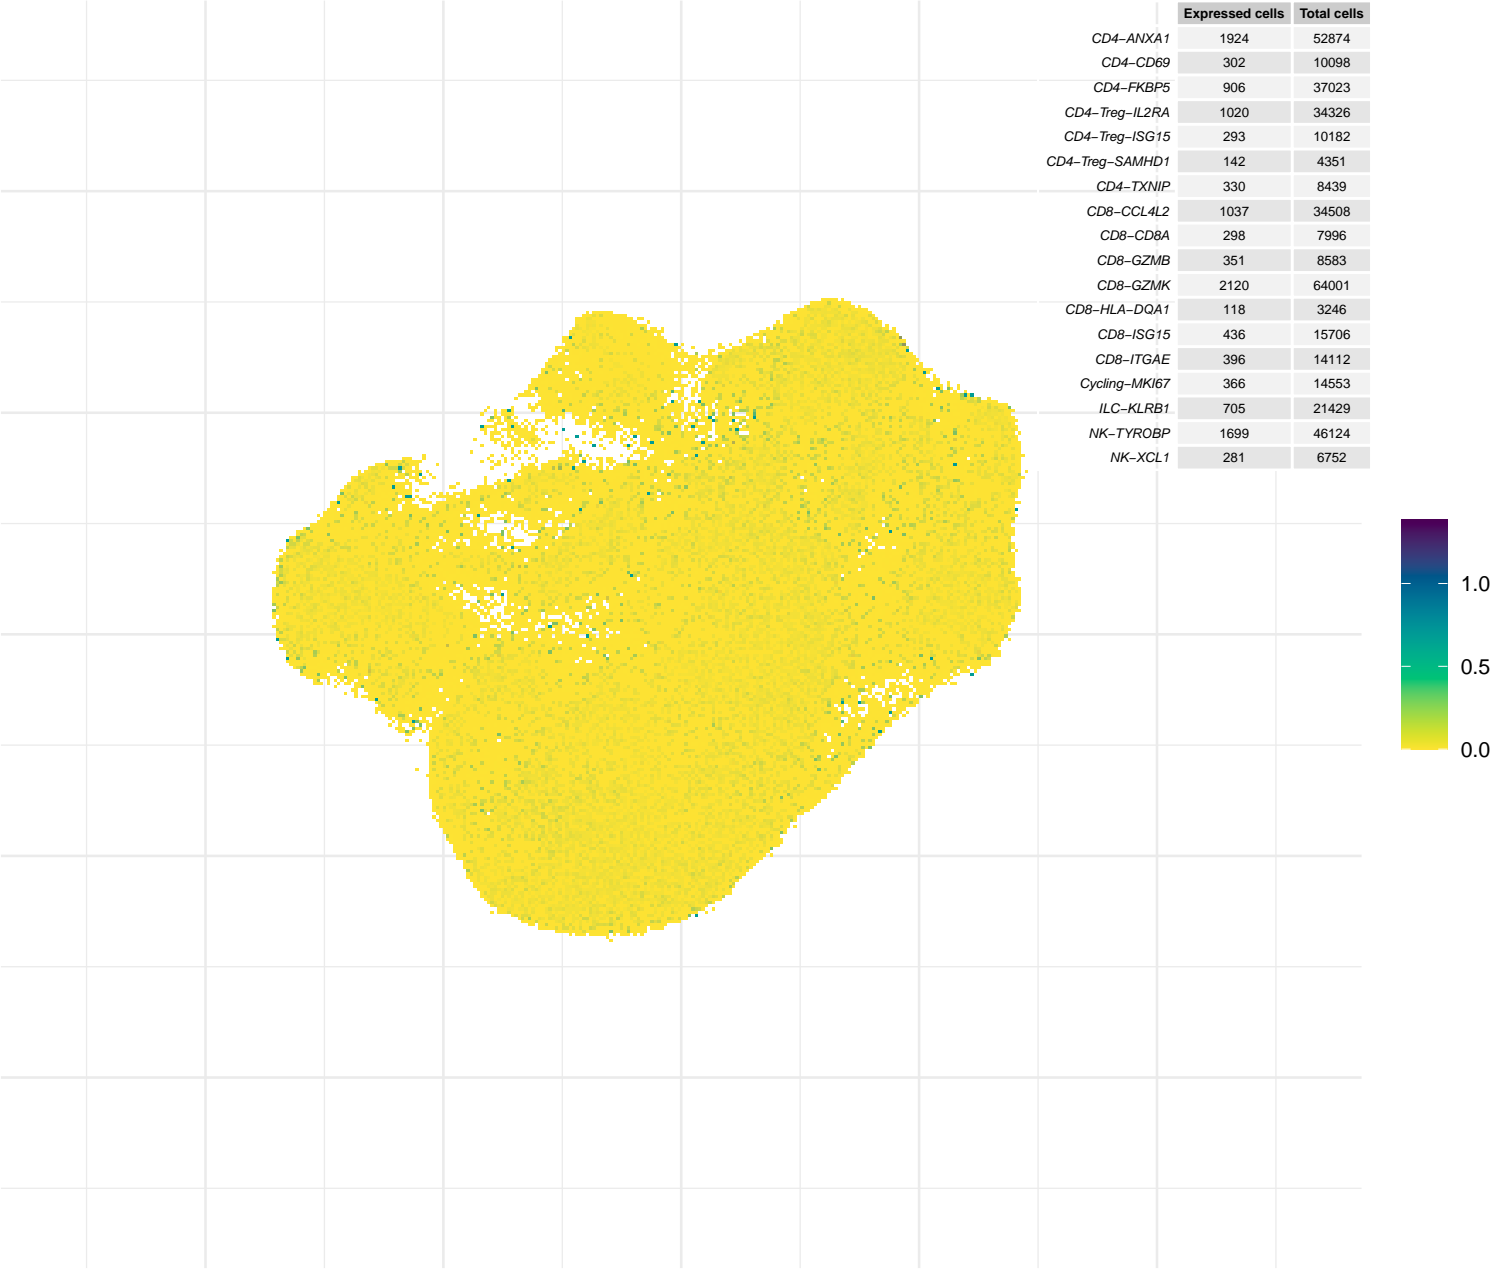 Expressed cells Total cells
CD4−ANXA1 1924 52874
CD4−CD69 302 10098
CD4−FKBP5 906 37023
CD4−Treg−IL2RA 1020 34326
CD4−Treg−ISG15 293 10182
CD4−Treg−SAMHD1 142 4351
CD4−TXNIP 330 8439
CD8−CCL4L2 1037 34508
CD8−CD8A 298 7996
CD8−GZMB 351 8583
CD8−GZMK 2120 64001
CD8−HLA−DQA1 118 3246
CD8−ISG15 436 15706
CD8−ITGAE 396 14112
Cycling−MKI67 366 14553
ILC−KLRB1 705 21429
NK−TYROBP 1699 46124
NK−XCL1 281 6752
1.0
0.5
0.0